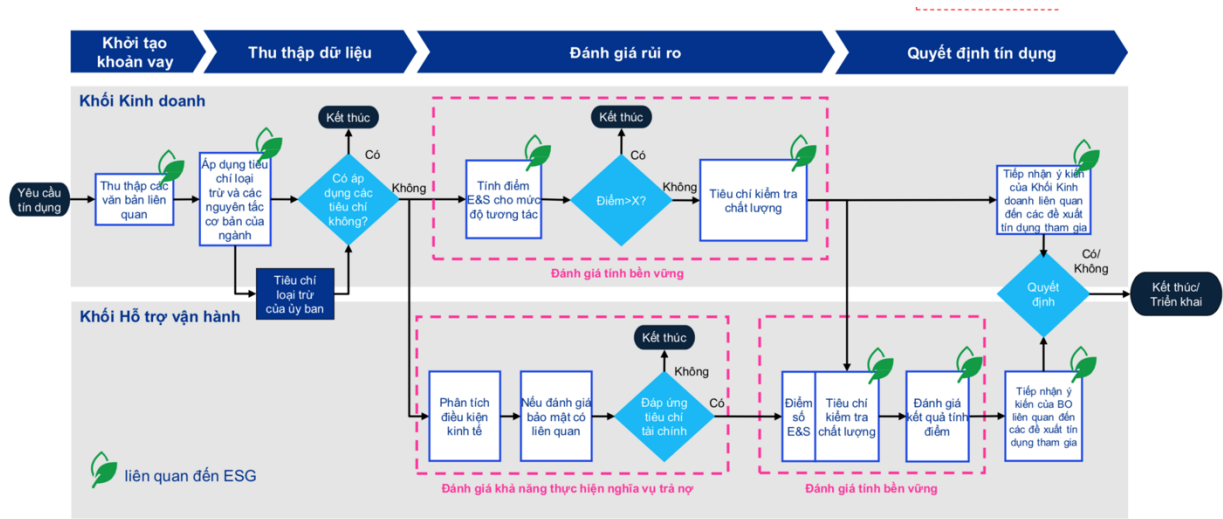 Khởi tạo
khoản vay
Thu thập dữ liệu
Đánh giá rủi ro
Quyết định tín dụng
Khối Kinh doanh
Yêu cầu
tín dụng
Thu thập các
văn bản liên
quan
Áp dụng tiêu
chí loại
trừ và các
nguyên tắc
cơ bản của
ngành
Tiêu chí
loại trừ
của ủy ban
Kết thúc
Có
Có áp
dụng các
tiêu chí
không?
Không
Tính điểm
E&S cho mức
độ tương tác
Kết thúc
Có
Điểm>X?
Không
Tiêu chí kiểm tra
chất lượng
Đánh giá tính bền vững
Tiếp nhận ý kiến
của Khối Kinh
doanh liên quan
đến các đề xuất
tín dụng tham gia
Quyết
định
Có/
Không
Kết thúc/
Triển khai
Khối Hỗ trợ vận hành
Phân tích
điều kiện
kinh tế
Nếu đánh giá
bảo mật có
liên quan
Kết thúc
Không
Đáp ứng
tiêu chí
tài chính
Có
Đánh giá khả năng thực hiện nghĩa vụ trả nợ
Điểm
số
E&S
Tiêu chí
kiểm tra
chất lượng
Đánh giá
kết quả tính
điểm
Đánh giá tính bền vững
Tiếp nhận ý
kiến của BO
liên quan đến
các đề xuất tín
dụng tham gia
liên quan đến ESG